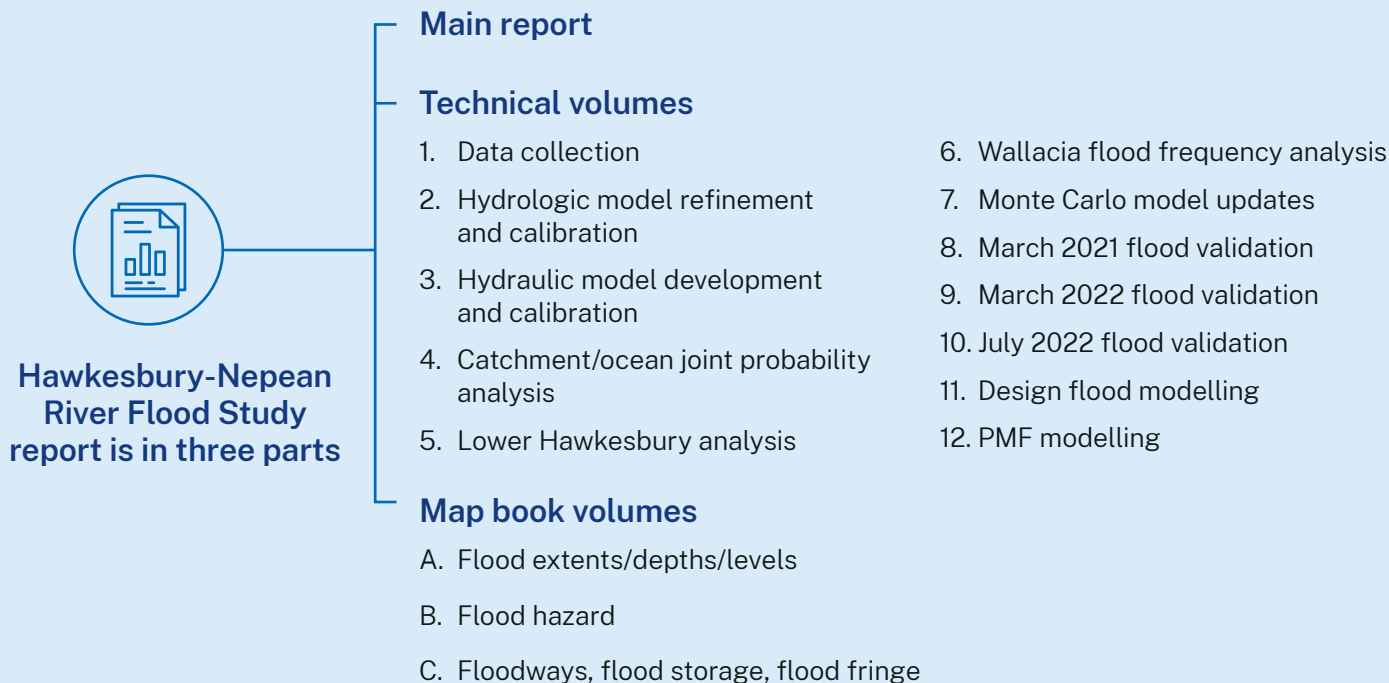 Hawkesbury-Nepean
River Flood Study
report is in three parts
Main report
Technical volumes
1. Data collection
2. Hydrologic model refinement
and calibration
3. Hydraulic model development
and calibration
4. Catchment/ocean joint probability
analysis
5. Lower Hawkesbury analysis
6. Wallacia flood frequency analysis
7. Monte Carlo model updates
8. March 2021 flood validation
9. March 2022 flood validation
10. July 2022 flood validation
11. Design flood modelling
12. PMF modelling
Map book volumes
A. Flood extents/depths/levels
B. Flood hazard
C. Floodways, flood storage, flood fringe